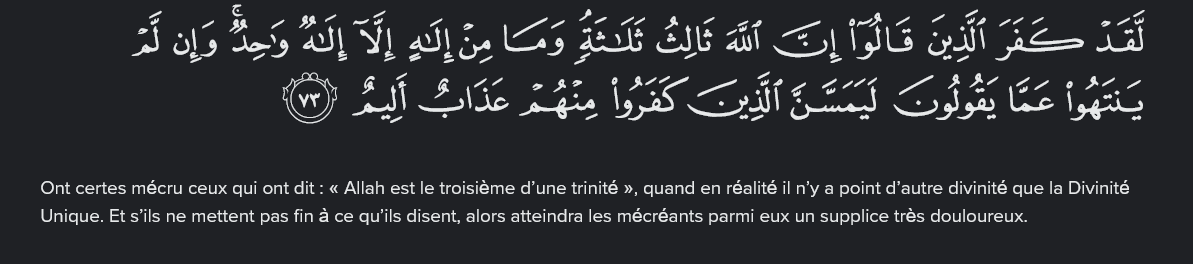 لَّقَدۡ كَفَرَ ٱلَّذِينَ قَالُوٓاْ إِنَّ ٱللَّهَ ثَالِثُ ثَلَٰثَةٖۘ وَمَا مِنۡ إِلَٰهٍ إِلَّآ إِلَٰهٞ وَٰحِدٞۚ وَإِن لَّمۡ
يَنتَهُواْ عَمَّا يَقُولُونَ لَيَمَسَّنَّ ٱلَّذِينَ كَفَرُواْ مِنۡهُمۡ عَذَابٌ أَلِيمٞ ٧٣
Ont certes mécru ceux qui ont dit : « Allah est le troisième d’une trinité », quand en réalité il n’y a point d’autre divinité que la Divinité
Unique. Et s’ils ne mettent pas fin à ce qu’ils disent, alors atteindra les mécréants parmi eux un supplice très douloureux.